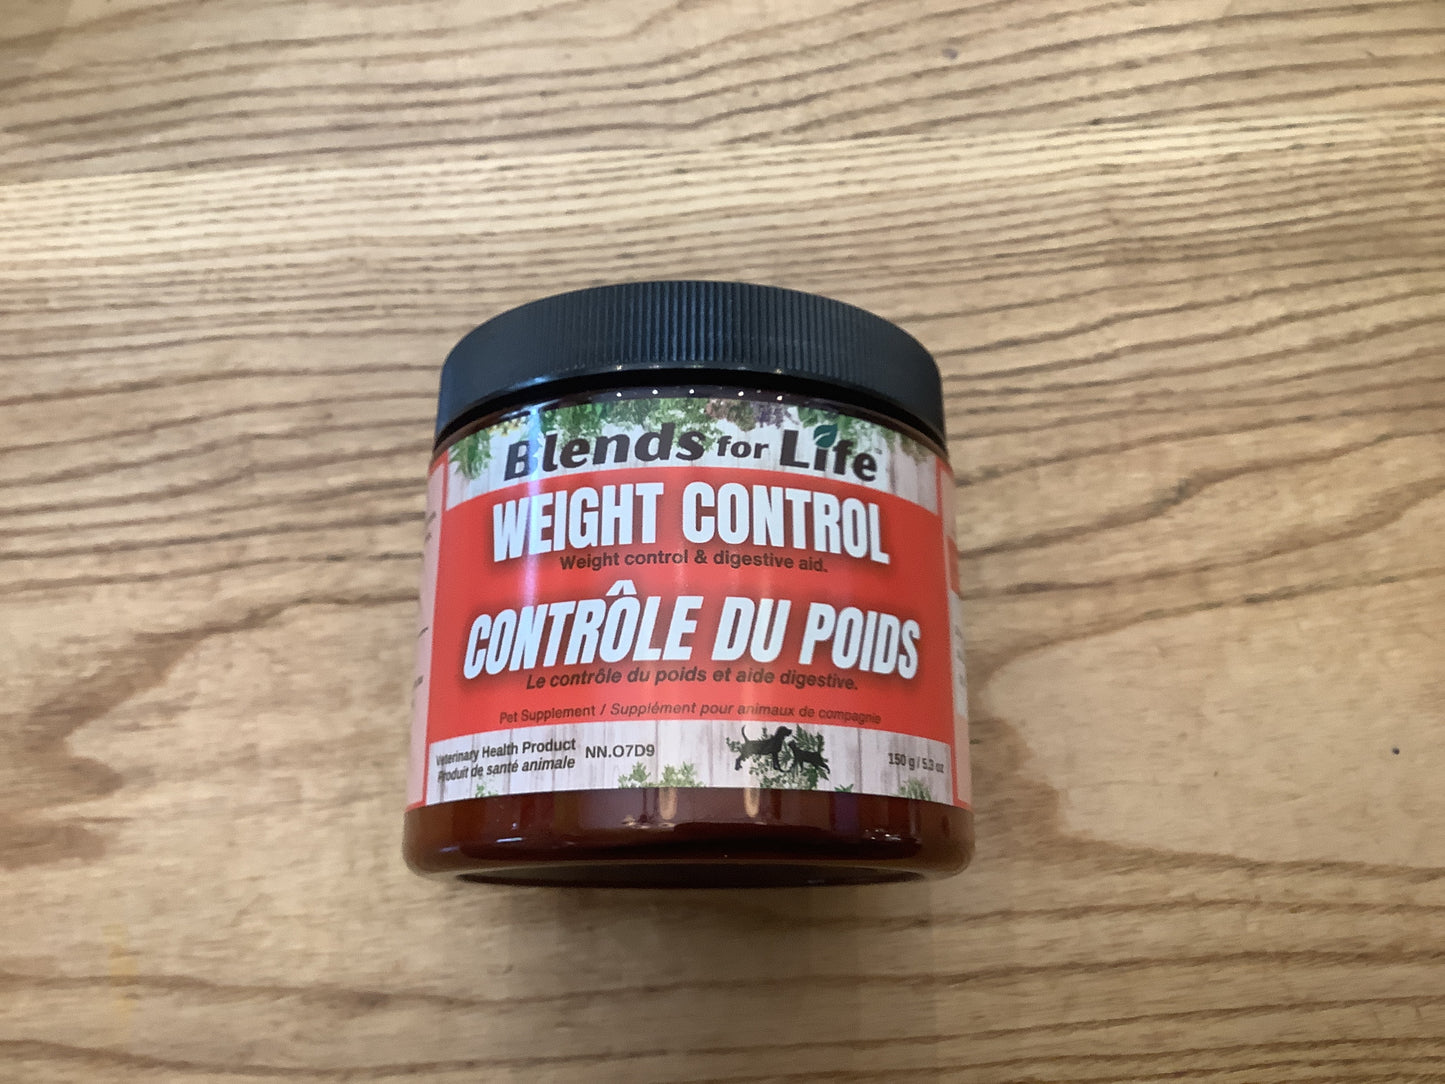 Blends for Life™
WEIGHT CONTROL
Weight control & digestive aid.
CONTRÔLE DU POIDS
Le contrôle du poids et aide digestive.
Pet Supplement / Supplément pour animaux de compagnie
Veterinary Health Product
Produit de santé animale
NN.O7D9
150 g / 5.3 oz